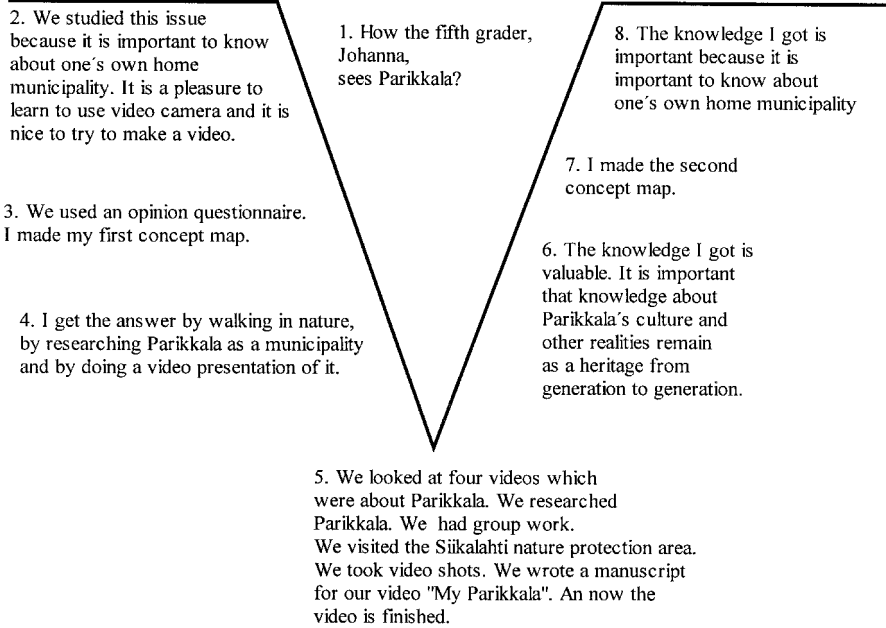 1. How the fifth grader,
Johanna,
sees Parikkala?
2. We studied this issue
because it is important to know
about one´s own home
municipality. It is a pleasure to
learn to use video camera and it is
nice to try to make a video.
3. We used an opinion questionnaire.
I made my first concept map.
4. I get the answer by walking in nature,
by researching Parikkala as a municipality
and by doing a video presentation of it.
5. We looked at four videos which
were about Parikkala. We researched
Parikkala. We had group work.
We visited the Siikalahti nature protection area.
We took video shots. We wrote a manuscript
for our video "My Parikkala". An now the
video is finished.
6. The knowledge I got is
valuable. It is important
that knowledge about
Parikkala´s culture and
other realities remain
as a heritage from
generation to generation.
7. I made the second
concept map.
8. The knowledge I got is
important because it is
important to know about
one´s own home municipality